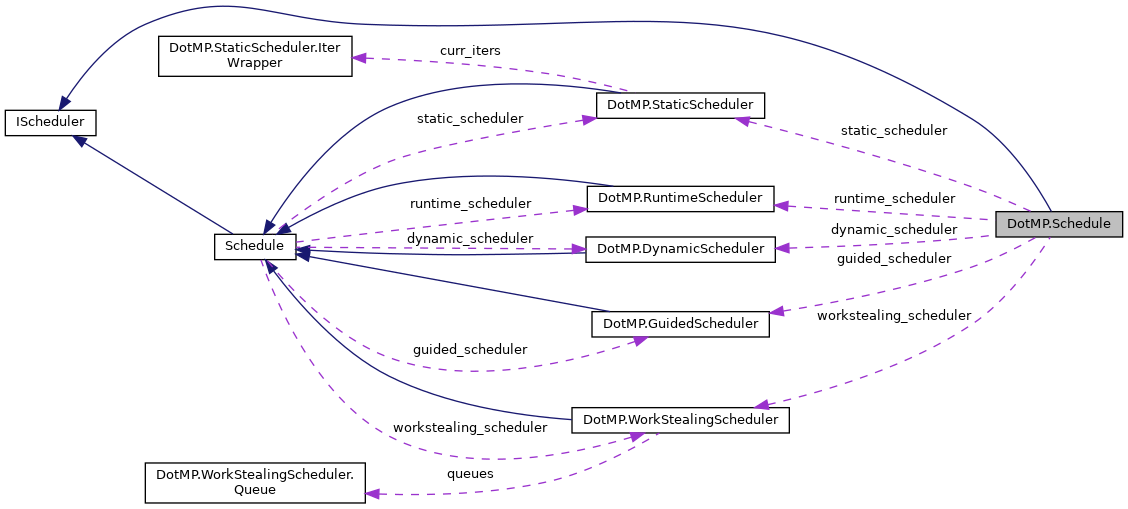 DotMP.StaticScheduler.Iter
Wrapper
curr_iters
IScheduler
DotMP.StaticScheduler
static_scheduler
static_scheduler
DotMP.RuntimeScheduler
runtime_scheduler
runtime_scheduler
DotMP.Schedule
Schedule
dynamic_scheduler
DotMP.DynamicScheduler
dynamic_scheduler
guided_scheduler
DotMP.GuidedScheduler
workstealing_scheduler
guided_scheduler
DotMP.WorkStealingScheduler
workstealing_scheduler
DotMP.WorkStealingScheduler.
Queue
queues